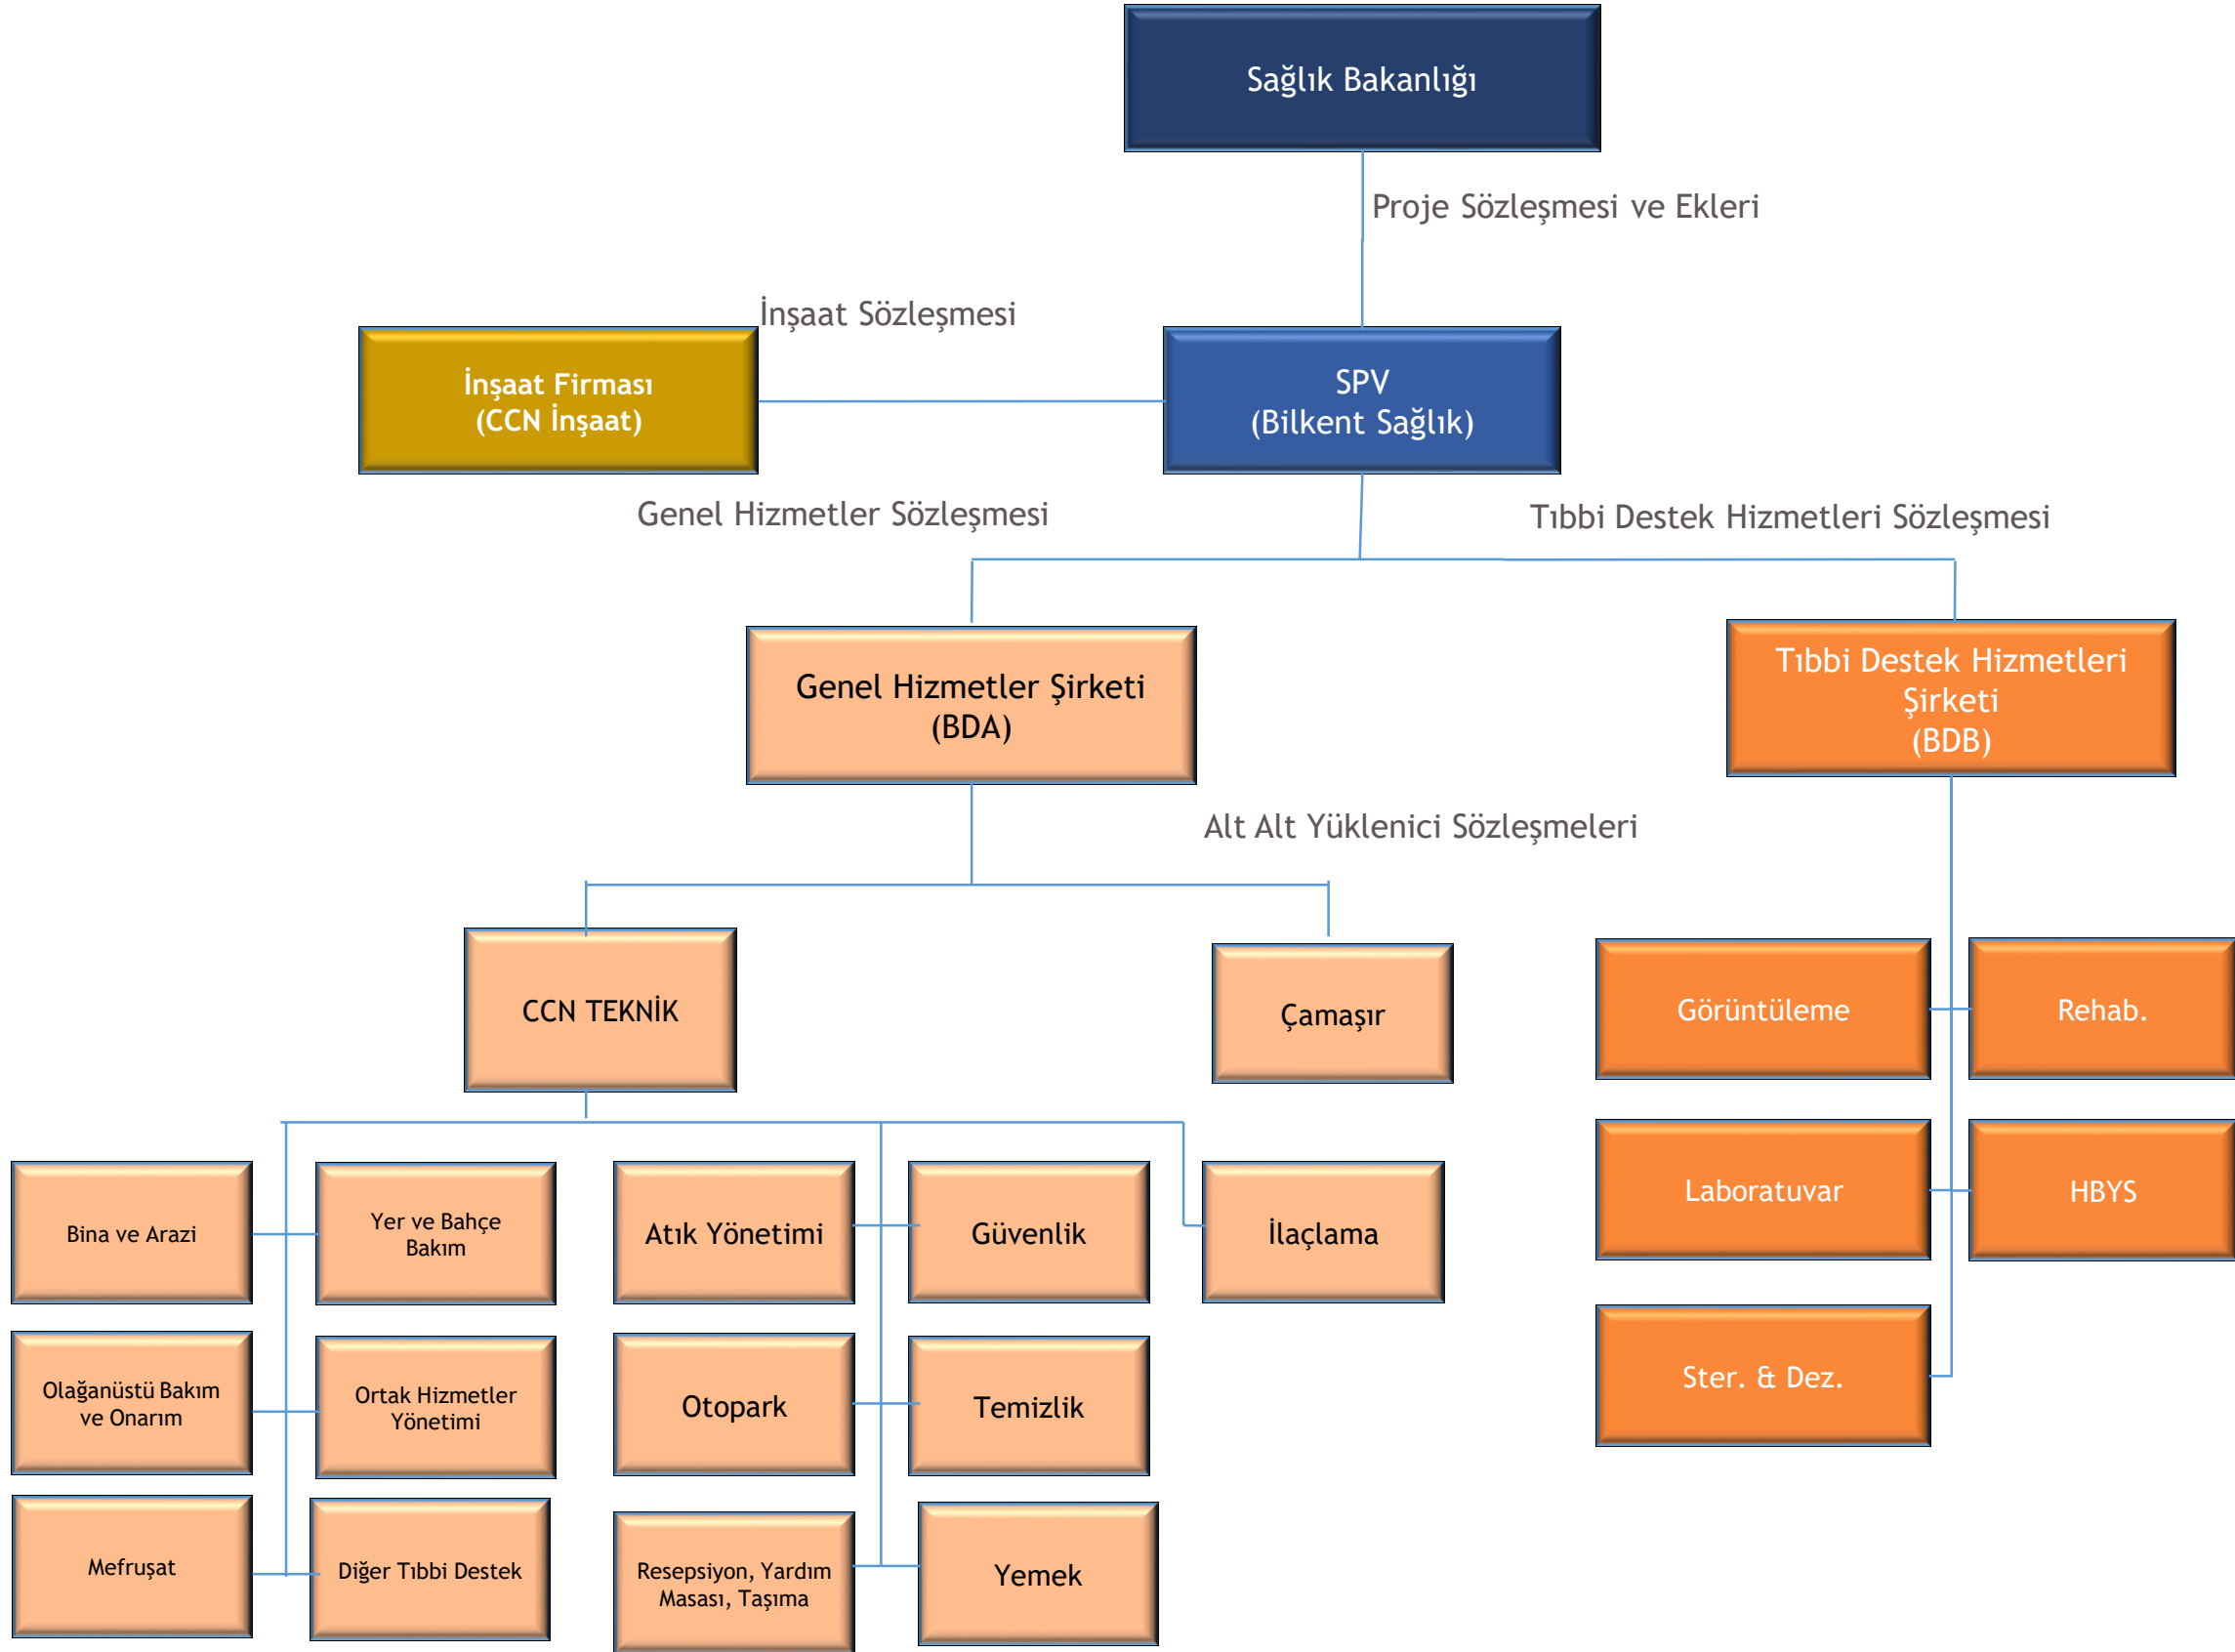 Sağlık Bakanlığı
Proje Sözleşmesi ve Ekleri
İnşaat Sözleşmesi
İnşaat Firması
(CCN İnşaat)
SPV
(Bilkent Sağlık)
Genel Hizmetler Sözleşmesi
Tıbbi Destek Hizmetleri Sözleşmesi
Genel Hizmetler Şirketi
(BDA)
Tıbbi Destek Hizmetleri
Şirketi
(BDB)
Alt Alt Yüklenici Sözleşmeleri
CCN TEKNİK
Çamaşır
Görüntüleme
Rehab.
Laboratuvar
HBYS
Ster. & Dez.
Bina ve Arazi
Yer ve Bahçe
Bakım
Atık Yönetimi
Güvenlik
İlaçlama
Olağanüstü Bakım
ve Onarım
Ortak Hizmetler
Yönetimi
Otopark
Temizlik
Mefruşat
Diğer Tıbbi Destek
Resepsiyon, Yardım
Masası, Taşıma
Yemek